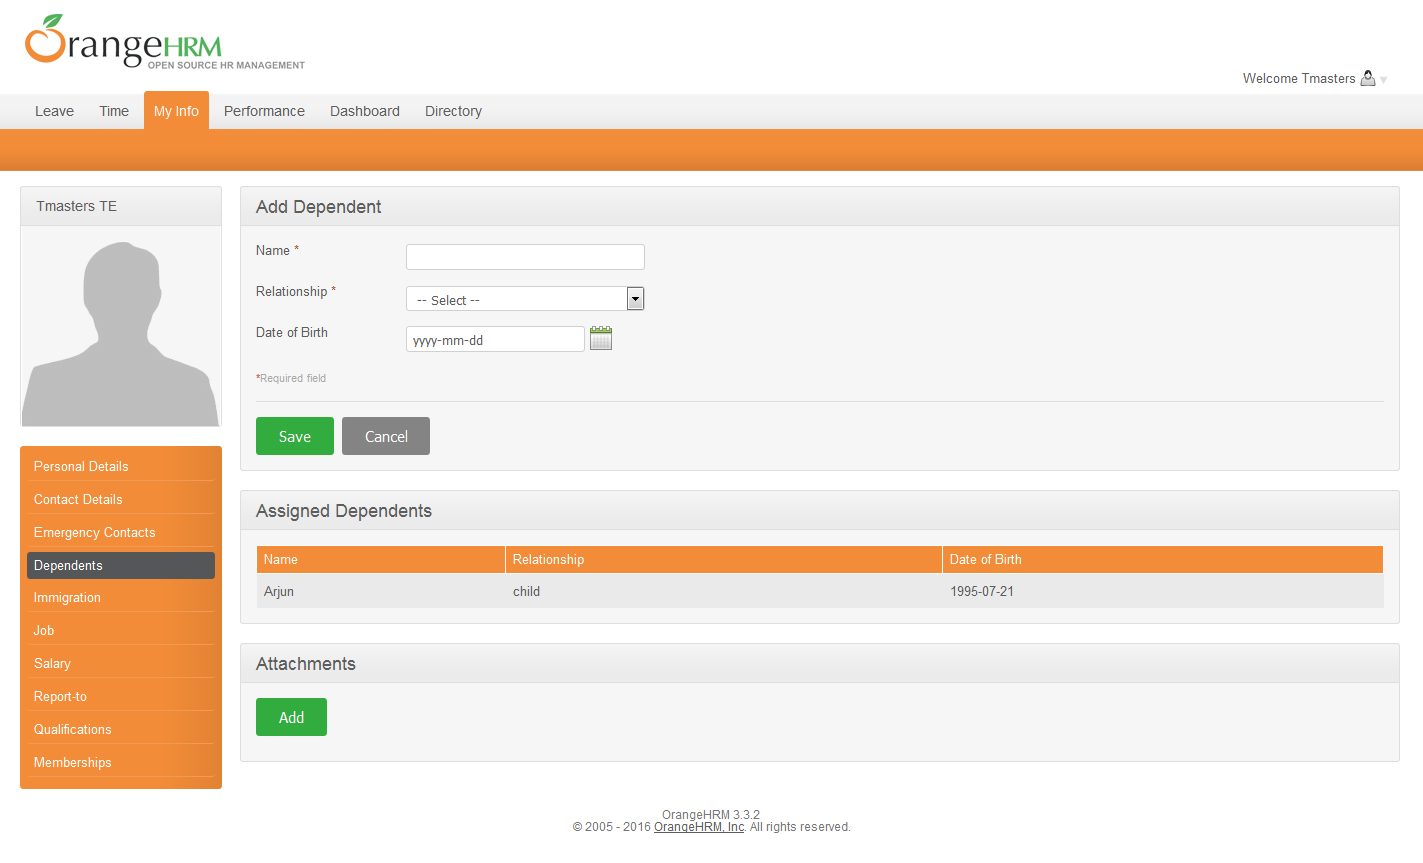 OrangeHRM
OPEN SOURCE HR MANAGEMENT
Welcome Tmasters
Leave Time My Info Performance Dashboard Directory
Tmasters TE
Personal Details
Contact Details
Emergency Contacts
Dependents
Immigration
Job
Salary
Report-to
Qualifications
Memberships
Add Dependent
Name *
Relationship * -- Select --
Date of Birth yyyy-mm-dd
*Required field
Save Cancel
Assigned Dependents
Name Relationship Date of Birth
Arjun child 1995-07-21
Attachments
Add
OrangeHRM 3.3.2
© 2005 - 2016 OrangeHRM, Inc. All rights reserved.